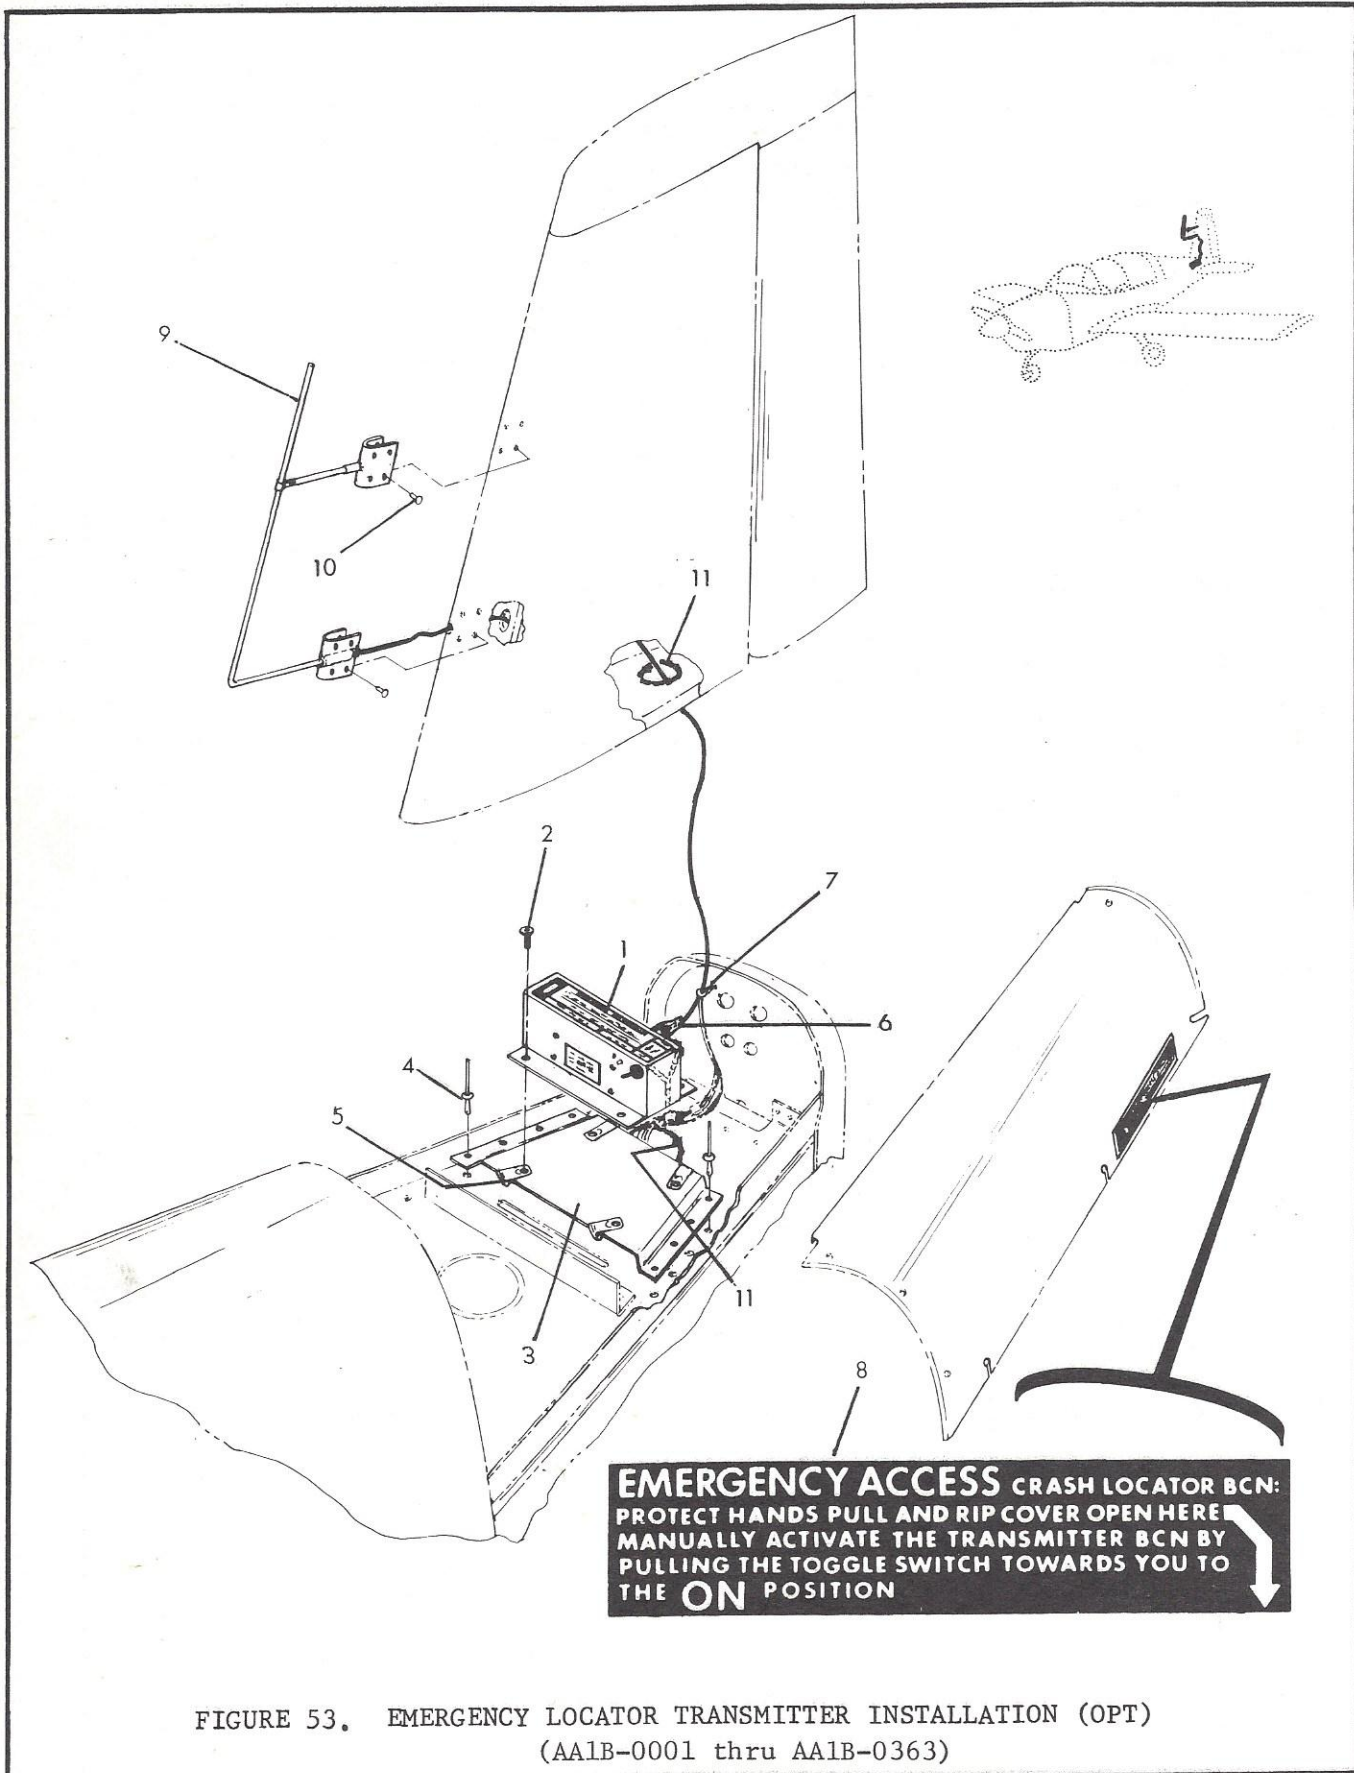 9.
10
11
2
7
1
6
4
5
11
3
8
EMERGENCY ACCESS CRASH LOCATOR BCN:
PROTECT HANDS PULL AND RIP COVER OPEN HERE
MANUALLY ACTIVATE THE TRANSMITTER BCN BY
PULLING THE TOGGLE SWITCH TOWARDS YOU TO
THE ON POSITION
FIGURE 53. EMERGENCY LOCATOR TRANSMITTER INSTALLATION (OPT)
(AA1B-0001 thru AA1B-0363)